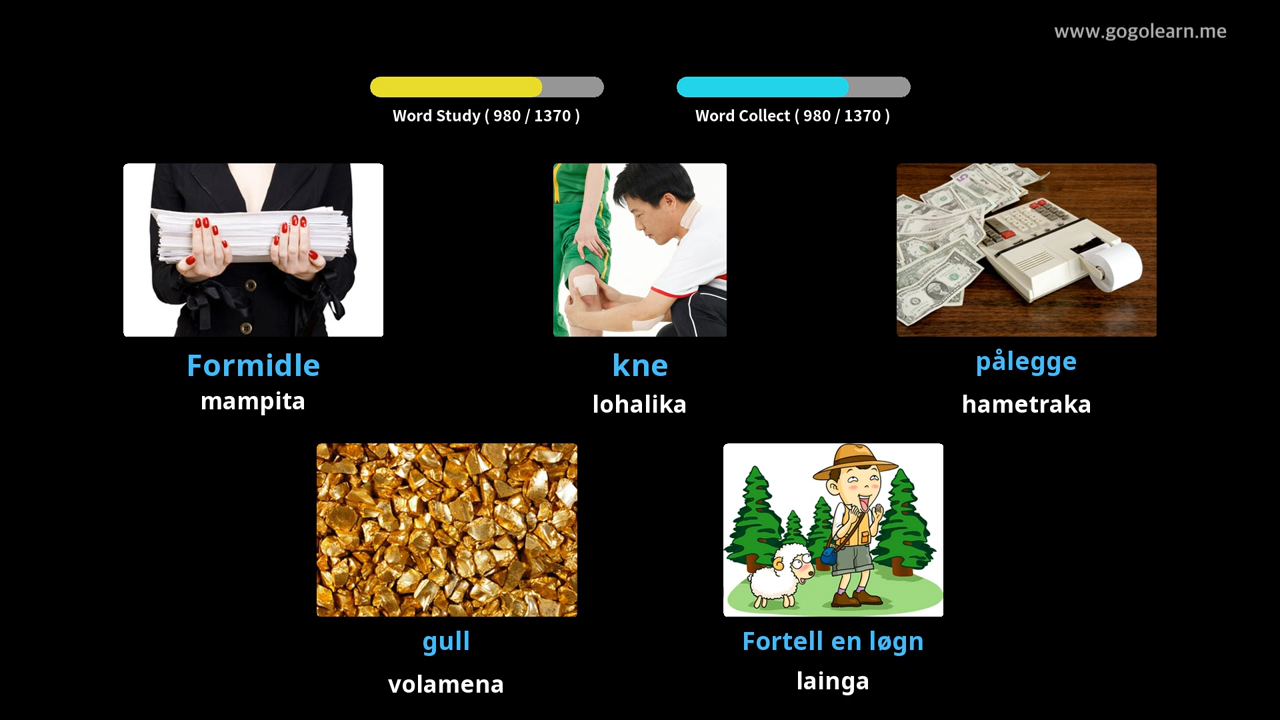 www.gogolearn.me
Word Study ( 980 / 1370 )
Word Collect ( 980 / 1370 )
Formidle
mampita
kne
lohalika
pålegge
hametraka
gull
volamena
Fortell en løgn
lainga